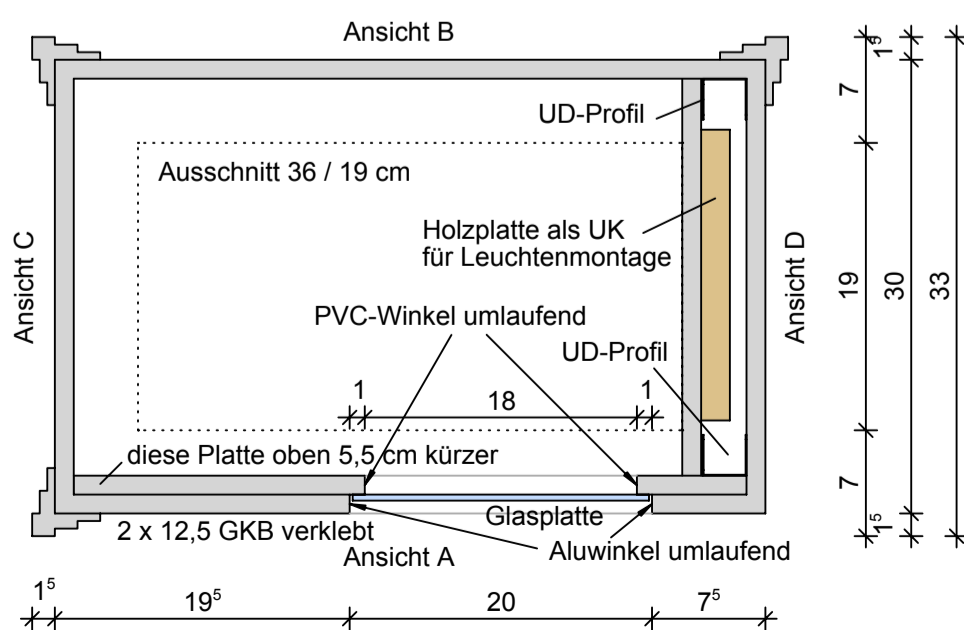 Ansicht B
UD-Profil
Ausschnitt 36 / 19 cm
Holzplatte als UK
für Leuchtenmontage
Ansicht C
Ansicht D
PVC-Winkel umlaufend
UD-Profil
1
18
1
diese Platte oben 5,5 cm kürzer
2 x 12,5 GKB verklebt
Glasplatte
Ansicht A
Aluwinkel umlaufend
1⁵
19⁵
20
7⁵
7
19
7
1⁵
30
1⁵
33